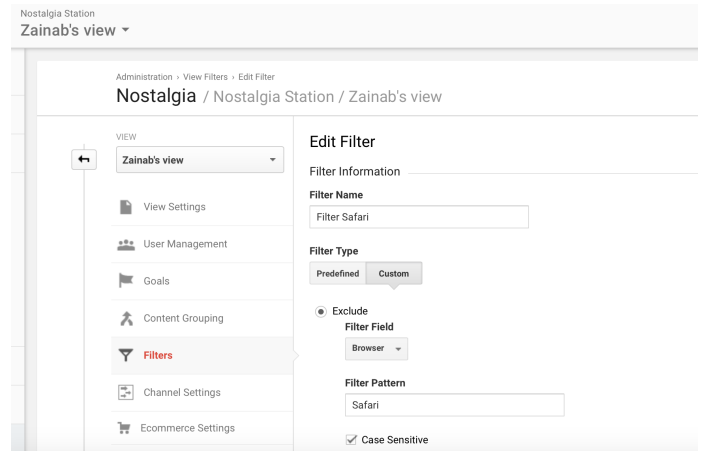 Nostalgia Station
Zainab's view
Administration › View Filters › Edit Filter
Nostalgia / Nostalgia Station / Zainab's view
VIEW
Zainab's view
View Settings
User Management
Goals
Content Grouping
Filters
Channel Settings
Ecommerce Settings
Edit Filter
Filter Information
Filter Name
Filter Safari
Filter Type
Predefined Custom
Exclude
Filter Field
Browser
Filter Pattern
Safari
Case Sensitive